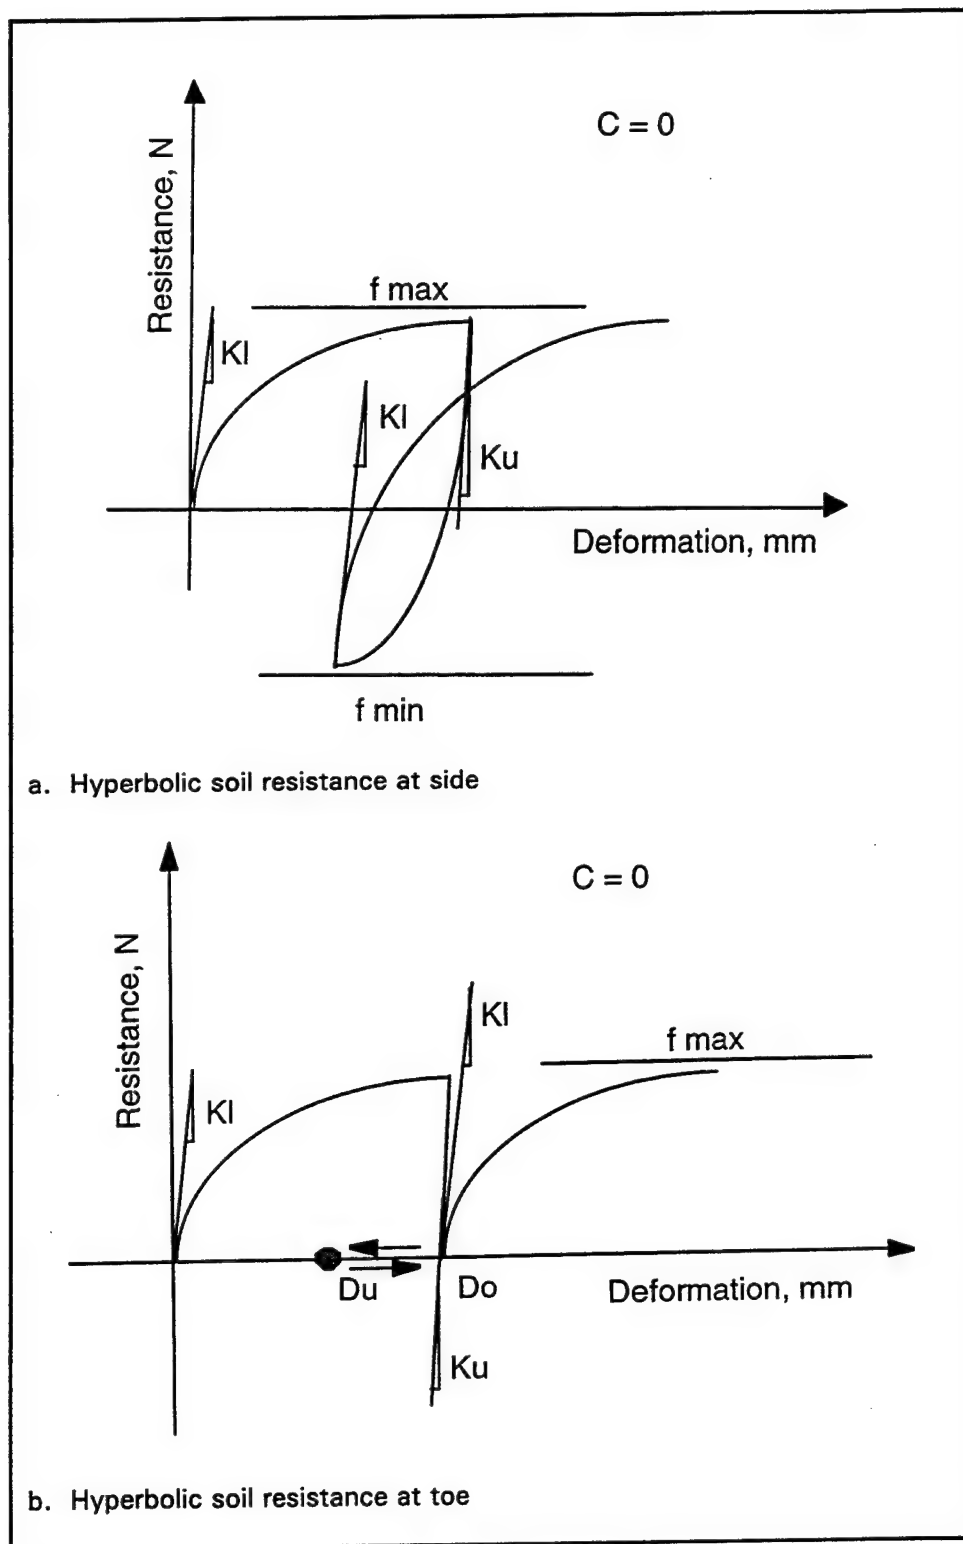 C = 0
Resistance, N
f max
Kl
Kl
Ku
Deformation, mm
f min
a. Hyperbolic soil resistance at side
C = 0
Resistance, N
Kl
f max
Kl
Du
Do
Deformation, mm
Ku
b. Hyperbolic soil resistance at toe